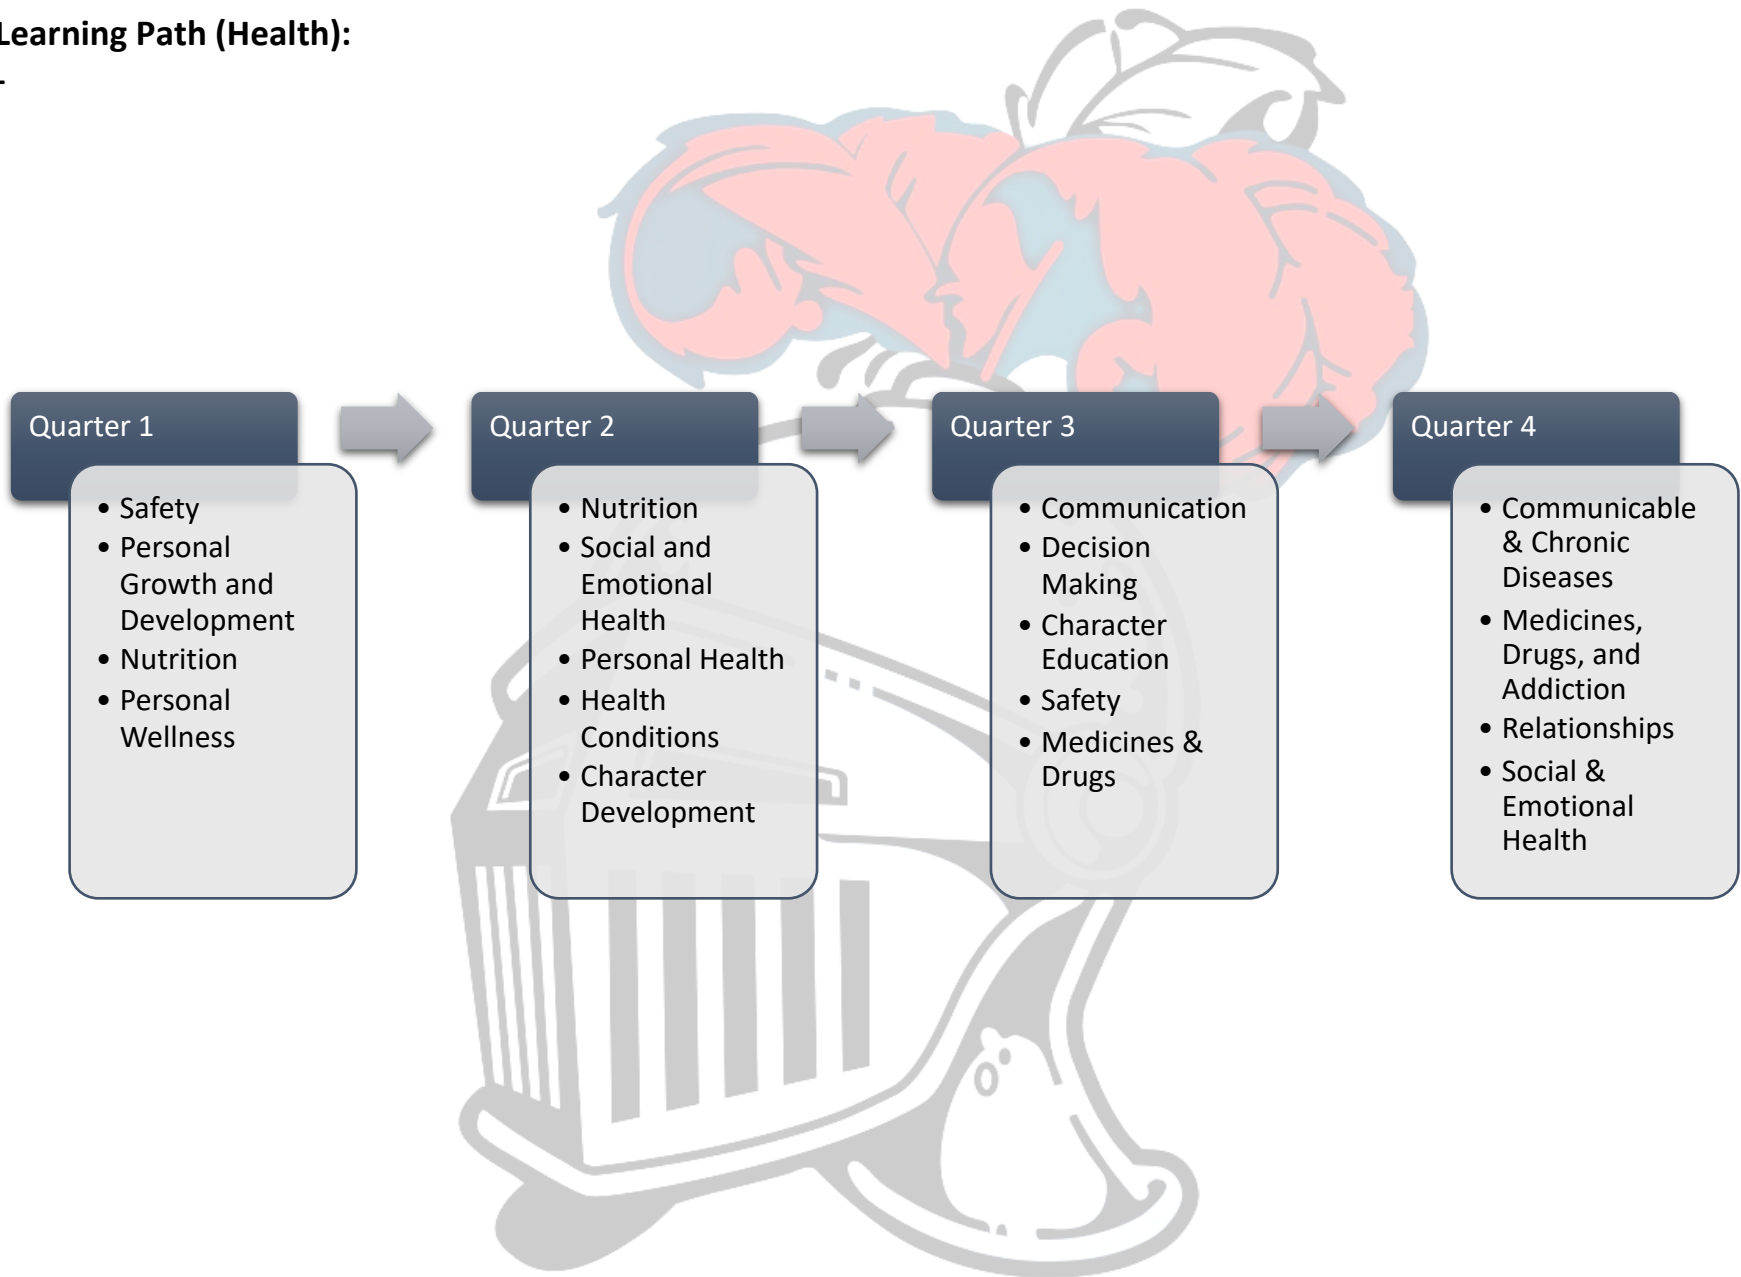 Learning Path (Health):
Quarter 1
• Safety
• Personal
Growth and
Development
• Nutrition
• Personal
Wellness
Quarter 2
• Nutrition
• Social and
Emotional
Health
• Personal Health
• Health
Conditions
• Character
Development
Quarter 3
• Communication
• Decision
Making
• Character
Education
• Safety
• Medicines &
Drugs
Quarter 4
• Communicable
& Chronic
Diseases
• Medicines,
Drugs, and
Addiction
• Relationships
• Social &
Emotional
Health